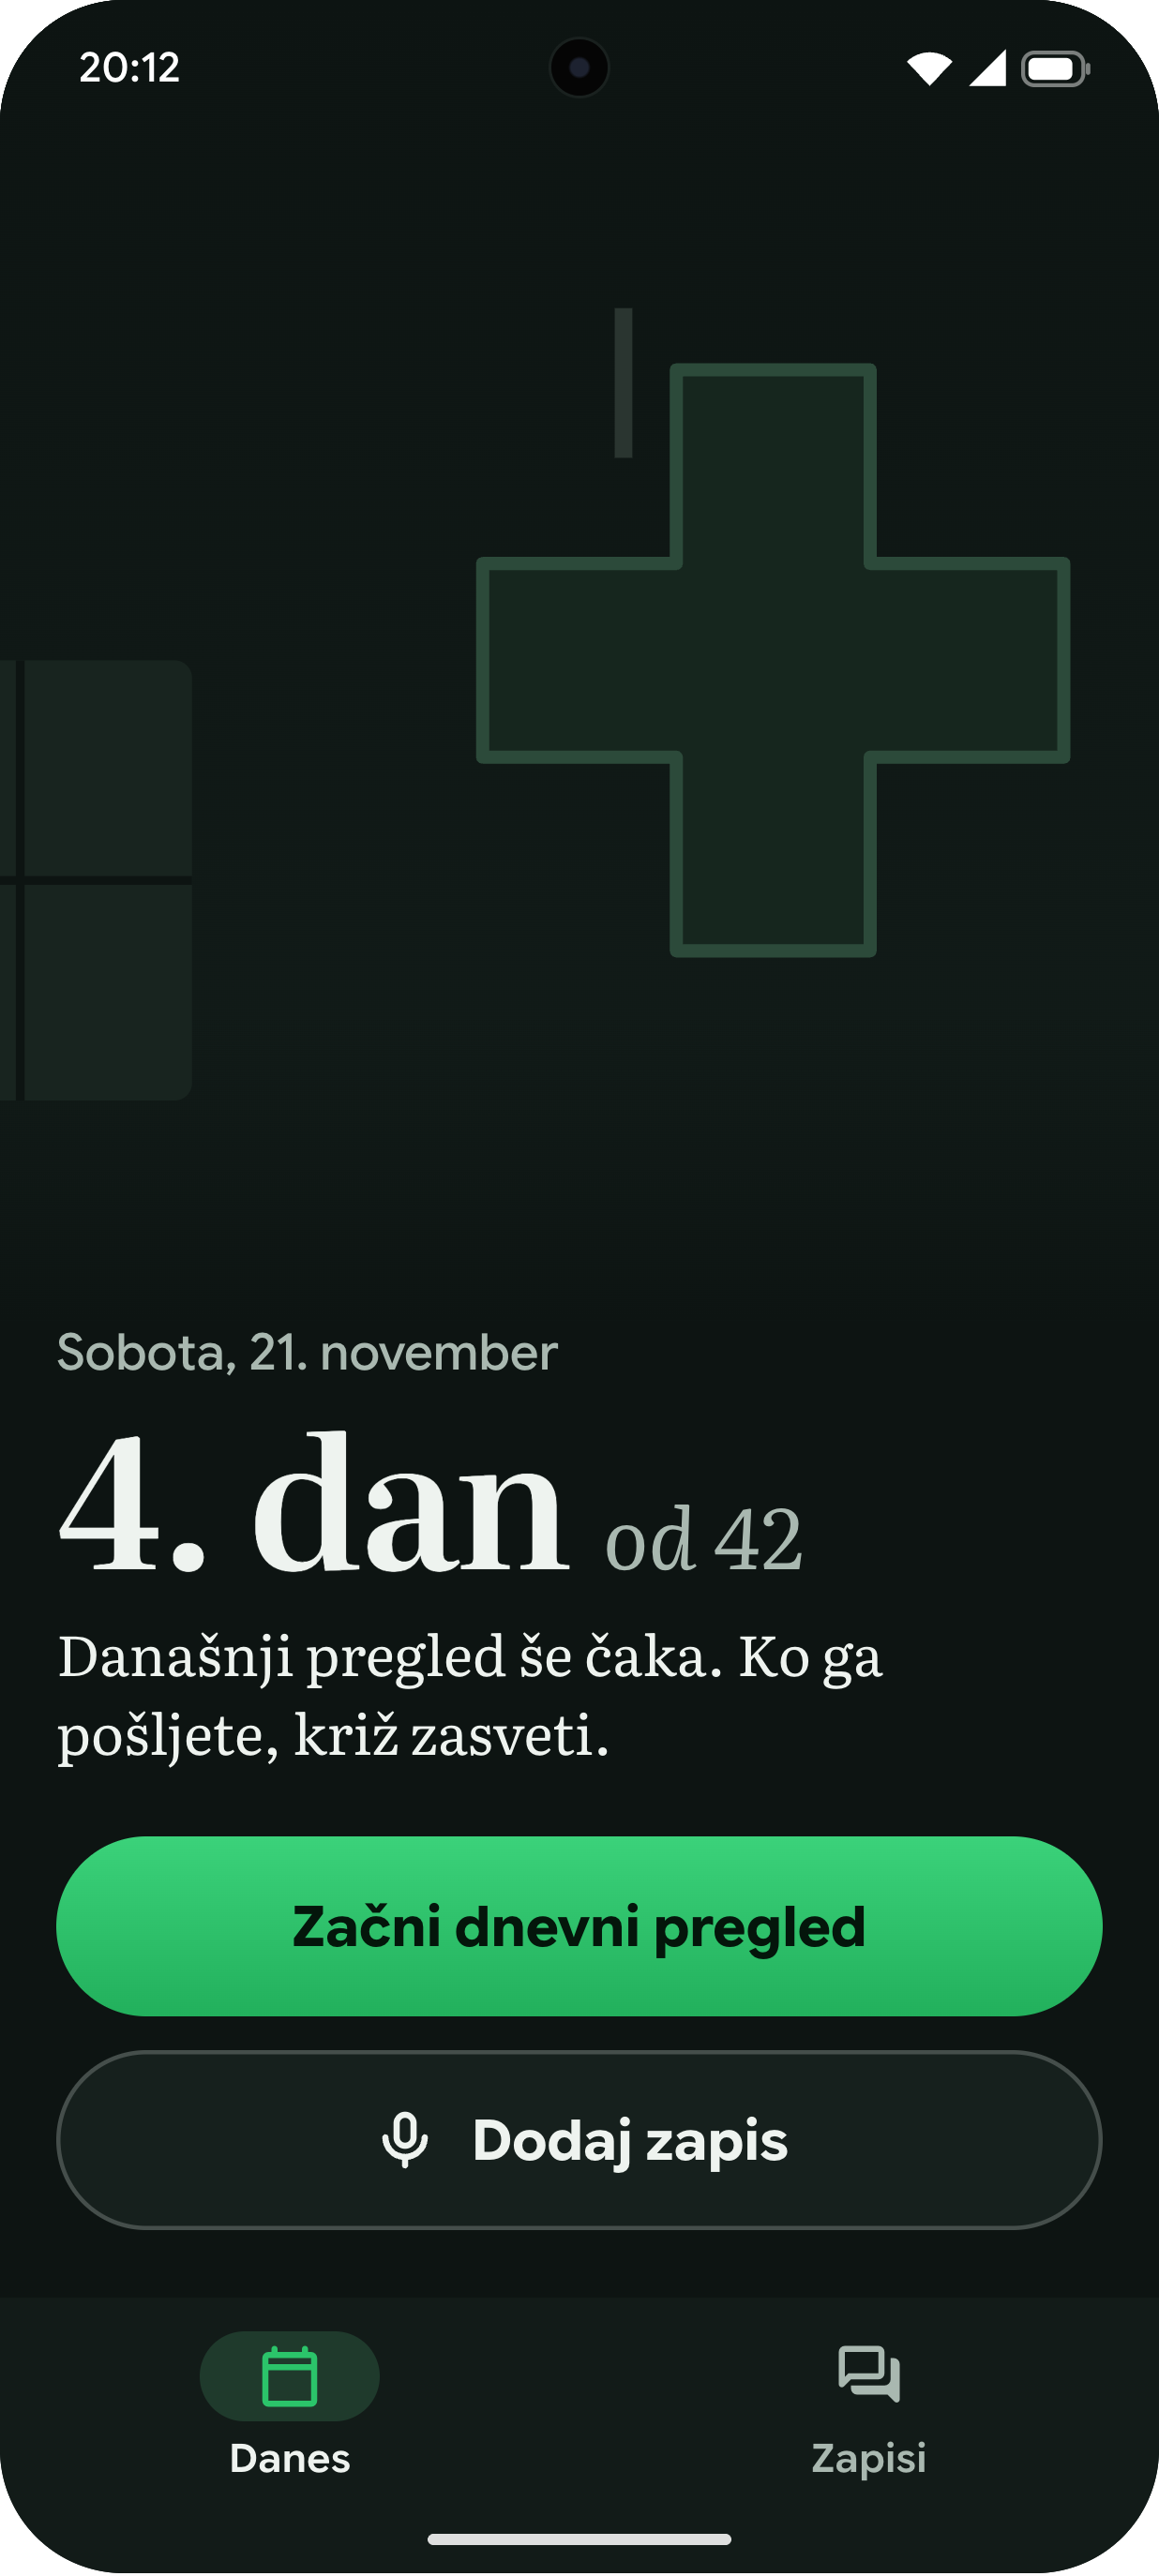 20:12
Sobota, 21. november
4. dan od 42
Današnji pregled še čaka. Ko ga
pošljete, križ zasveti.
Začni dnevni pregled
Dodaj zapis
Danes
Zapisi